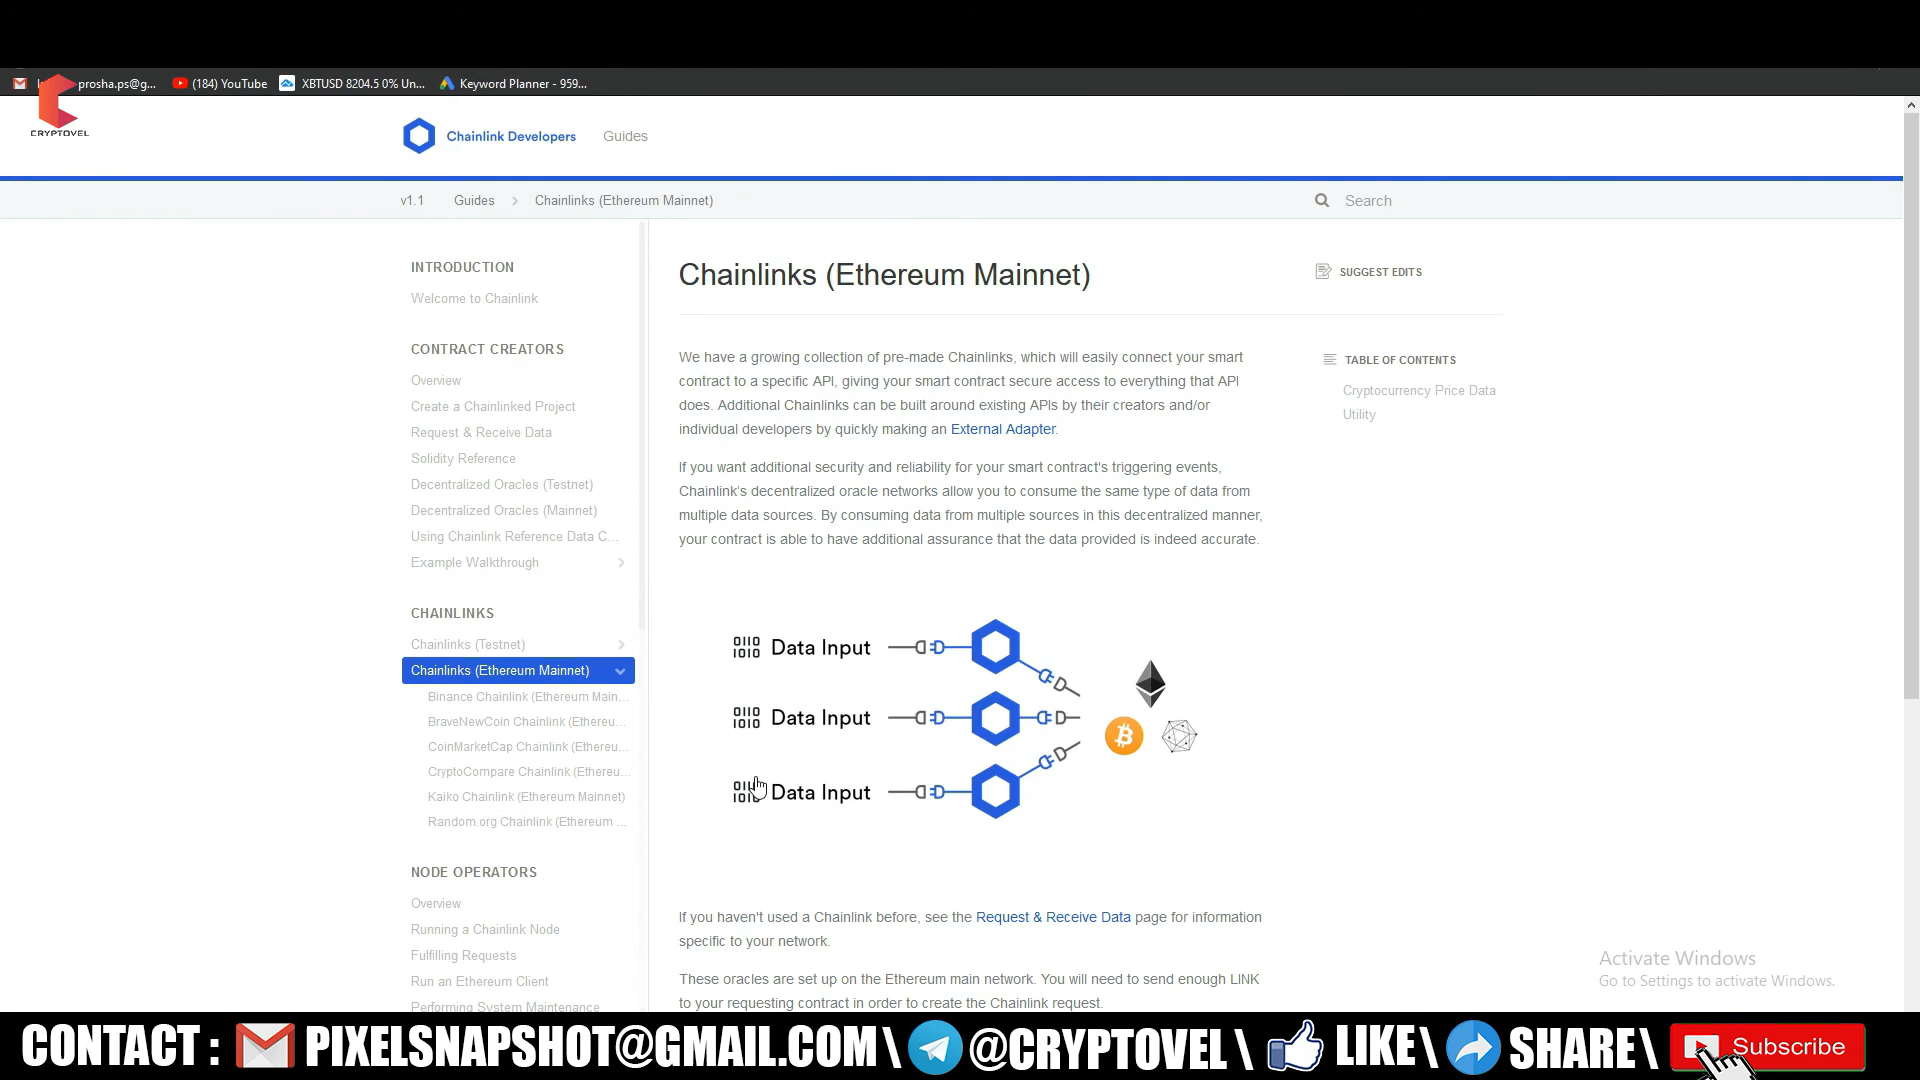 prosha.ps@g...
(184) YouTube
XBTUSD 8204.5 0% Un...
Keyword Planner - 959...
CRYPTOVEL
Chainlink Developers
Guides
v1.1
Guides
Chainlinks (Ethereum Mainnet)
Search
INTRODUCTION
Welcome to Chainlink
CONTRACT CREATORS
Overview
Create a Chainlinked Project
Request & Receive Data
Solidity Reference
Decentralized Oracles (Testnet)
Decentralized Oracles (Mainnet)
Using Chainlink Reference Data C...
Example Walkthrough
CHAINLINKS
Chainlinks (Testnet)
Chainlinks (Ethereum Mainnet)
Binance Chainlink (Ethereum Main...
BraveNewCoin Chainlink (Ethereu...
CoinMarketCap Chainlink (Ethereu...
CryptoCompare Chainlink (Ethereu...
Kaiko Chainlink (Ethereum Mainnet)
Random.org Chainlink (Ethereum ...
NODE OPERATORS
Overview
Running a Chainlink Node
Fulfilling Requests
Run an Ethereum Client
Performing System Maintenance
Chainlinks (Ethereum Mainnet)
We have a growing collection of pre-made Chainlinks, which will easily connect your smart
contract to a specific API, giving your smart contract secure access to everything that API
does. Additional Chainlinks can be built around existing APIs by their creators and/or
individual developers by quickly making an External Adapter.
If you want additional security and reliability for your smart contract's triggering events,
Chainlink's decentralized oracle networks allow you to consume the same type of data from
multiple data sources. By consuming data from multiple sources in this decentralized manner,
your contract is able to have additional assurance that the data provided is indeed accurate.
Data Input
Data Input
Data Input
If you haven't used a Chainlink before, see the Request & Receive Data page for information
specific to your network.
These oracles are set up on the Ethereum main network. You will need to send enough LINK
to your requesting contract in order to create the Chainlink request.
SUGGEST EDITS
TABLE OF CONTENTS
Cryptocurrency Price Data
Utility
Activate Windows
Go to Settings to activate Windows.
CONTACT : PIXELSNAPSHOT@GMAIL.COM \ @CRYPTOVEL \ LIKE \ SHARE \ Subscribe